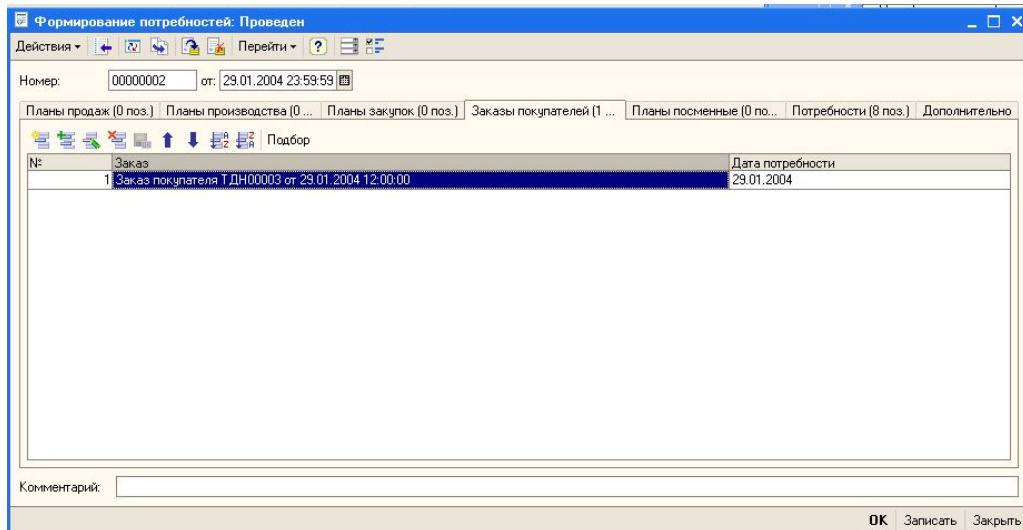 Формирование потребностей: Проведен
Действия Перейти ?
Номер: 00000002 от: 29.01.2004 23:59:59
Планы продаж (0 поз.) Планы производства (0 ... Планы закупок (0 поз.) Заказы покупателей (1 ... Планы посменные (0 по... Потребности (8 поз.) Дополнительно
Подбор
№ Заказ Дата потребности
1 Заказ покупателя ТДН00003 от 29.01.2004 12:00:00 29.01.2004
Комментарий:
OK Записать Закрыть